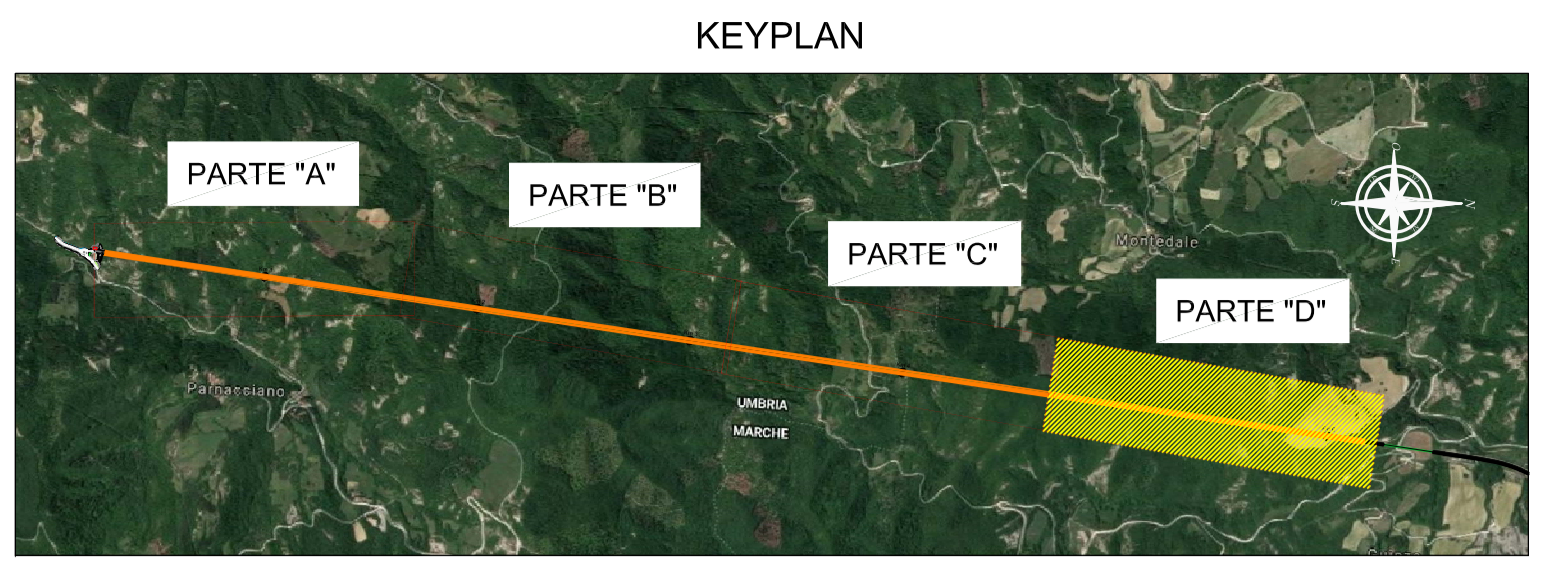 KEYPLAN
PARTE "A"
PARTE "B"
PARTE "C"
PARTE "D"
O
S
N
E
Montedale
Parnacciano
UMBRIA
MARCHE